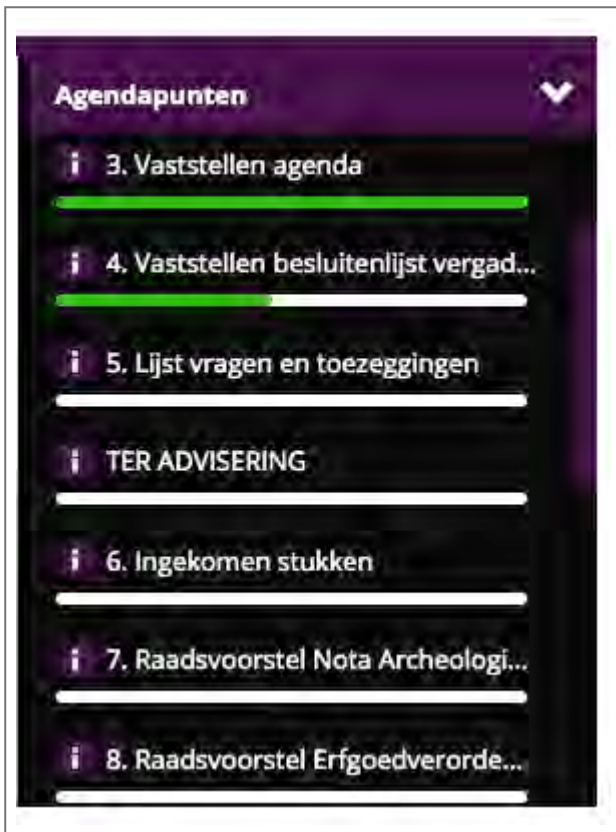 Agendapunten
i 3. Vaststellen agenda
i 4. Vaststellen besluitenlijst vergad...
i 5. Lijst vragen en toezeggingen
i TER ADVISERING
i 6. Ingekomen stukken
i 7. Raadsvoorstel Nota Archeologi...
i 8. Raadsvoorstel Erfgoedverorde...